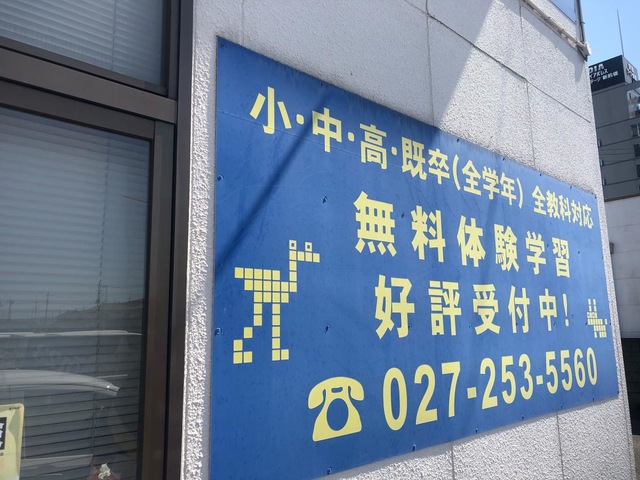 小・中・高・既卒(全学年) 全教科対応
無料体験学習
好評受付中!
027-253-5560